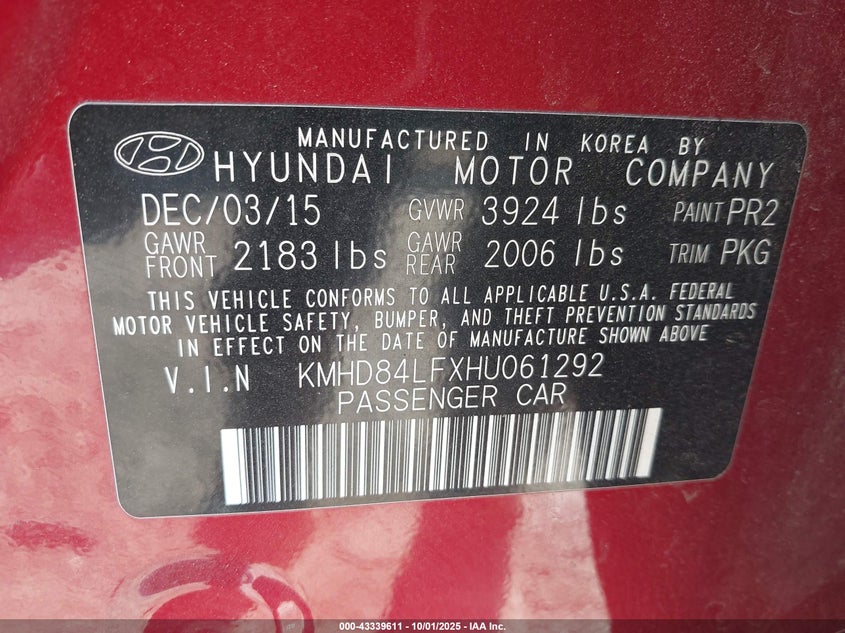 MANUFACTURED IN KOREA BY
HYUNDAI MOTOR COMPANY
DEC/03/15 GVWR 3924 lbs PAINT PR2
GAWR FRONT 2183 lbs GAWR REAR 2006 lbs TRIM PKG
THIS VEHICLE CONFORMS TO ALL APPLICABLE U.S.A. FEDERAL
MOTOR VEHICLE SAFETY, BUMPER, AND THEFT PREVENTION STANDARDS
IN EFFECT ON THE DATE OF MANUFACTURE SHOWN ABOVE
V.I.N KMHD84LFXHU061292
PASSENGER CAR
000-43339611 - 10/01/2025 - IAA Inc.